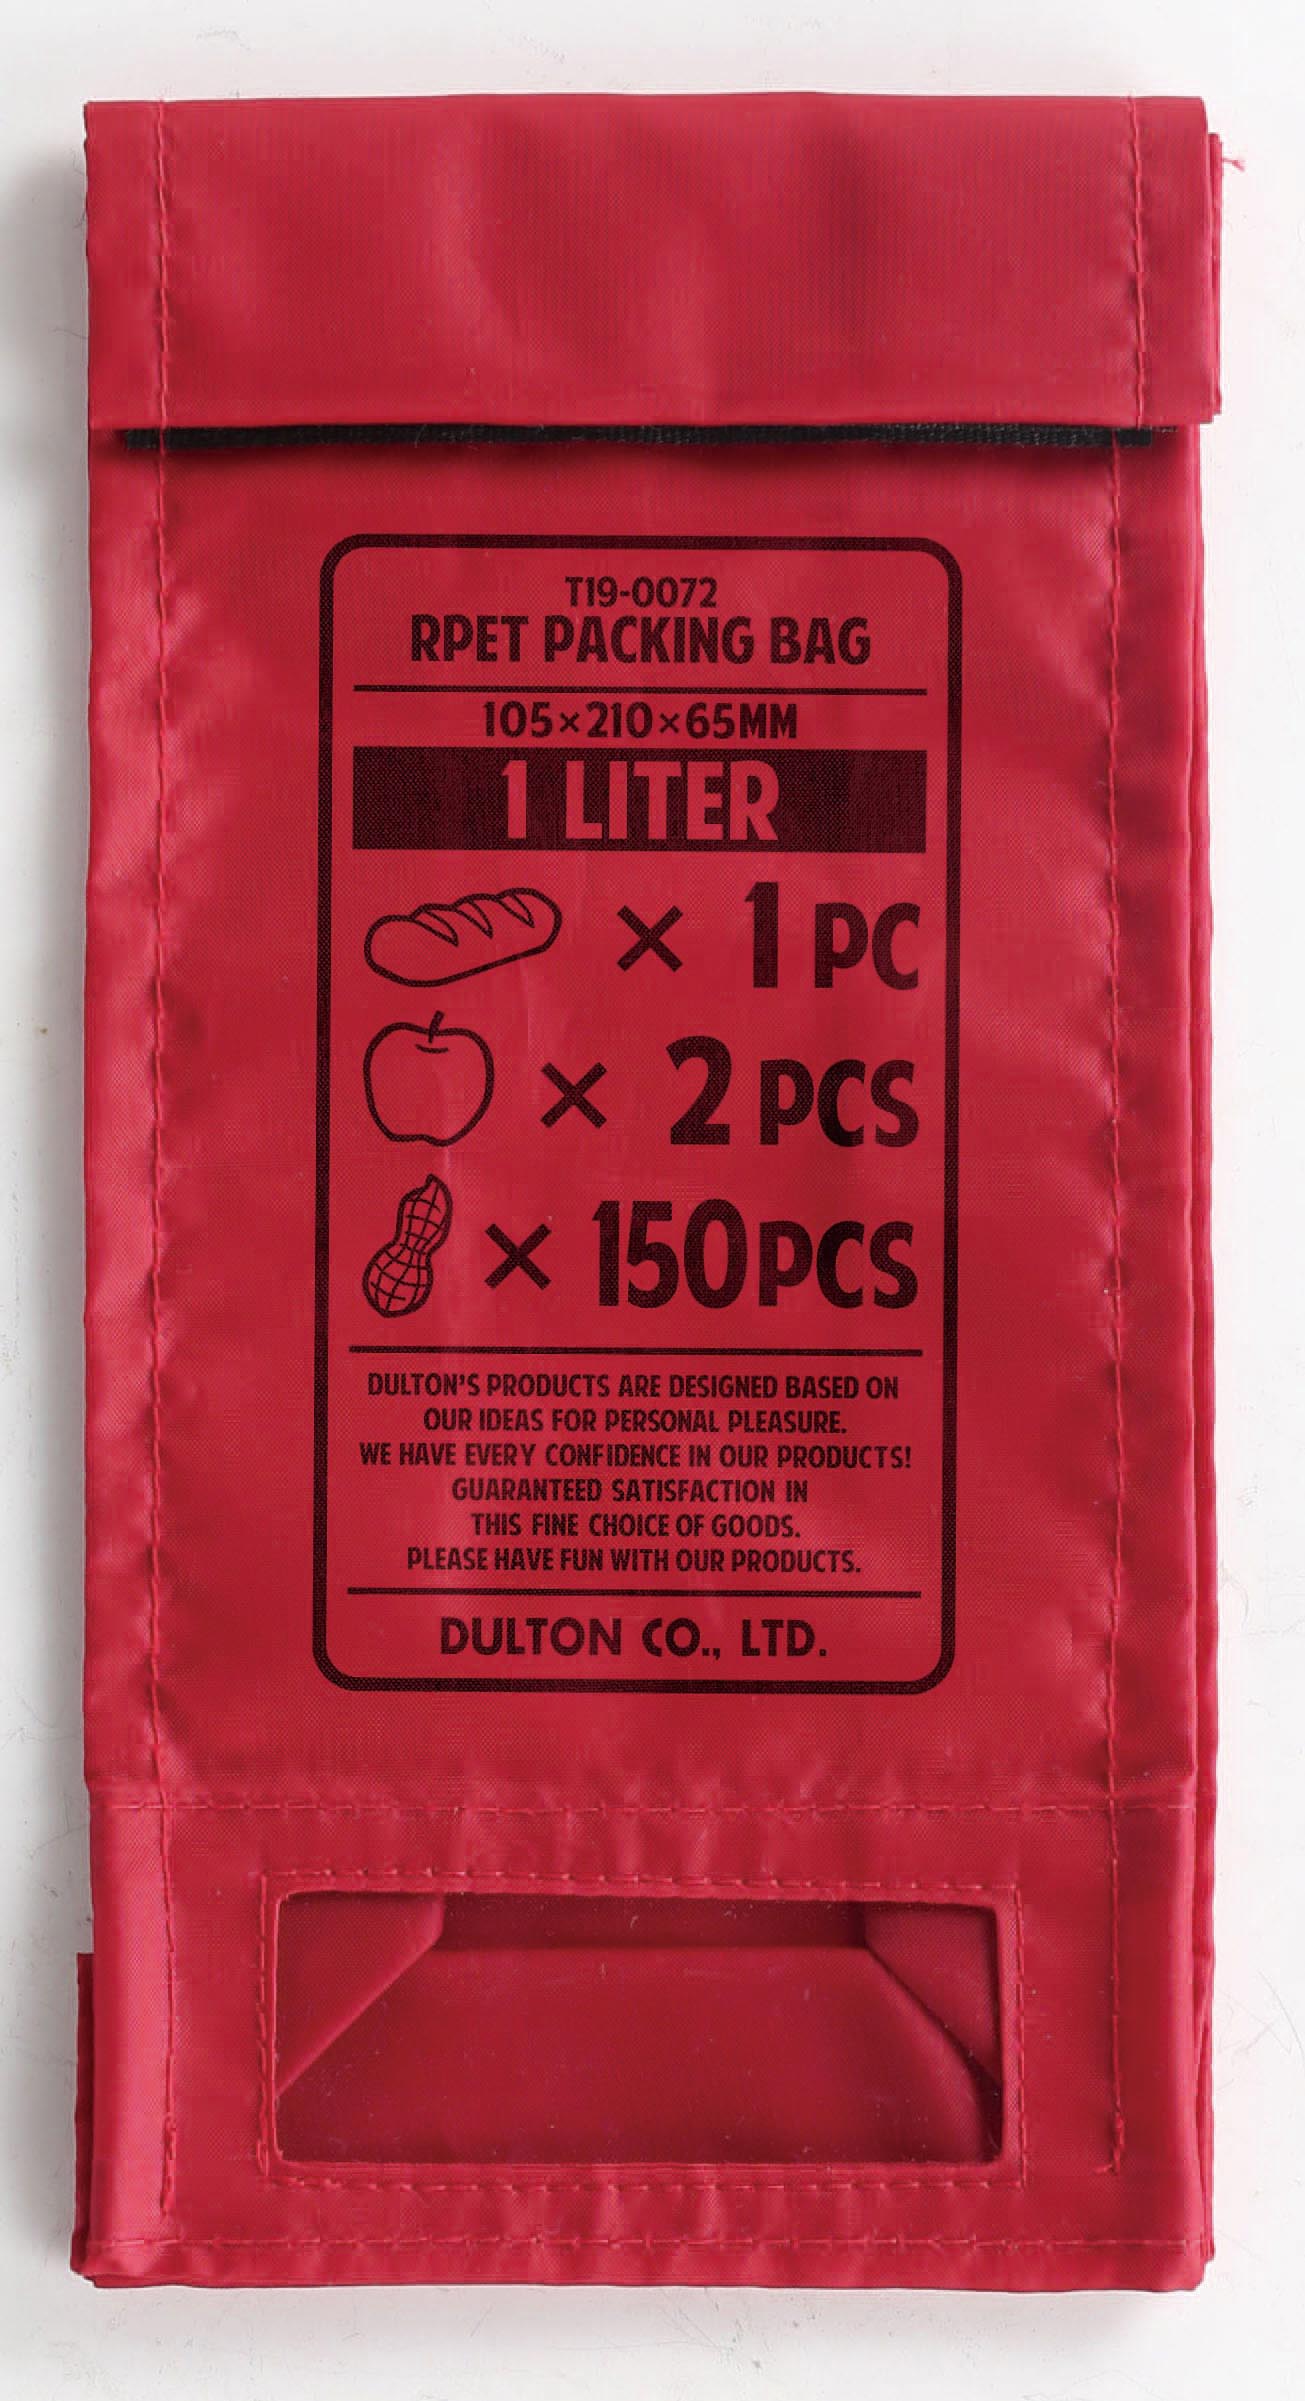 T19-0072
RPET PACKING BAG
105×210×65MM
1 LITER
× 1 PC
× 2 PCS
× 150 PCS
DULTON'S PRODUCTS ARE DESIGNED BASED ON
OUR IDEAS FOR PERSONAL PLEASURE.
WE HAVE EVERY CONFIDENCE IN OUR PRODUCTS!
GUARANTEED SATISFACTION IN
THIS FINE CHOICE OF GOODS.
PLEASE HAVE FUN WITH OUR PRODUCTS.
DULTON CO., LTD.